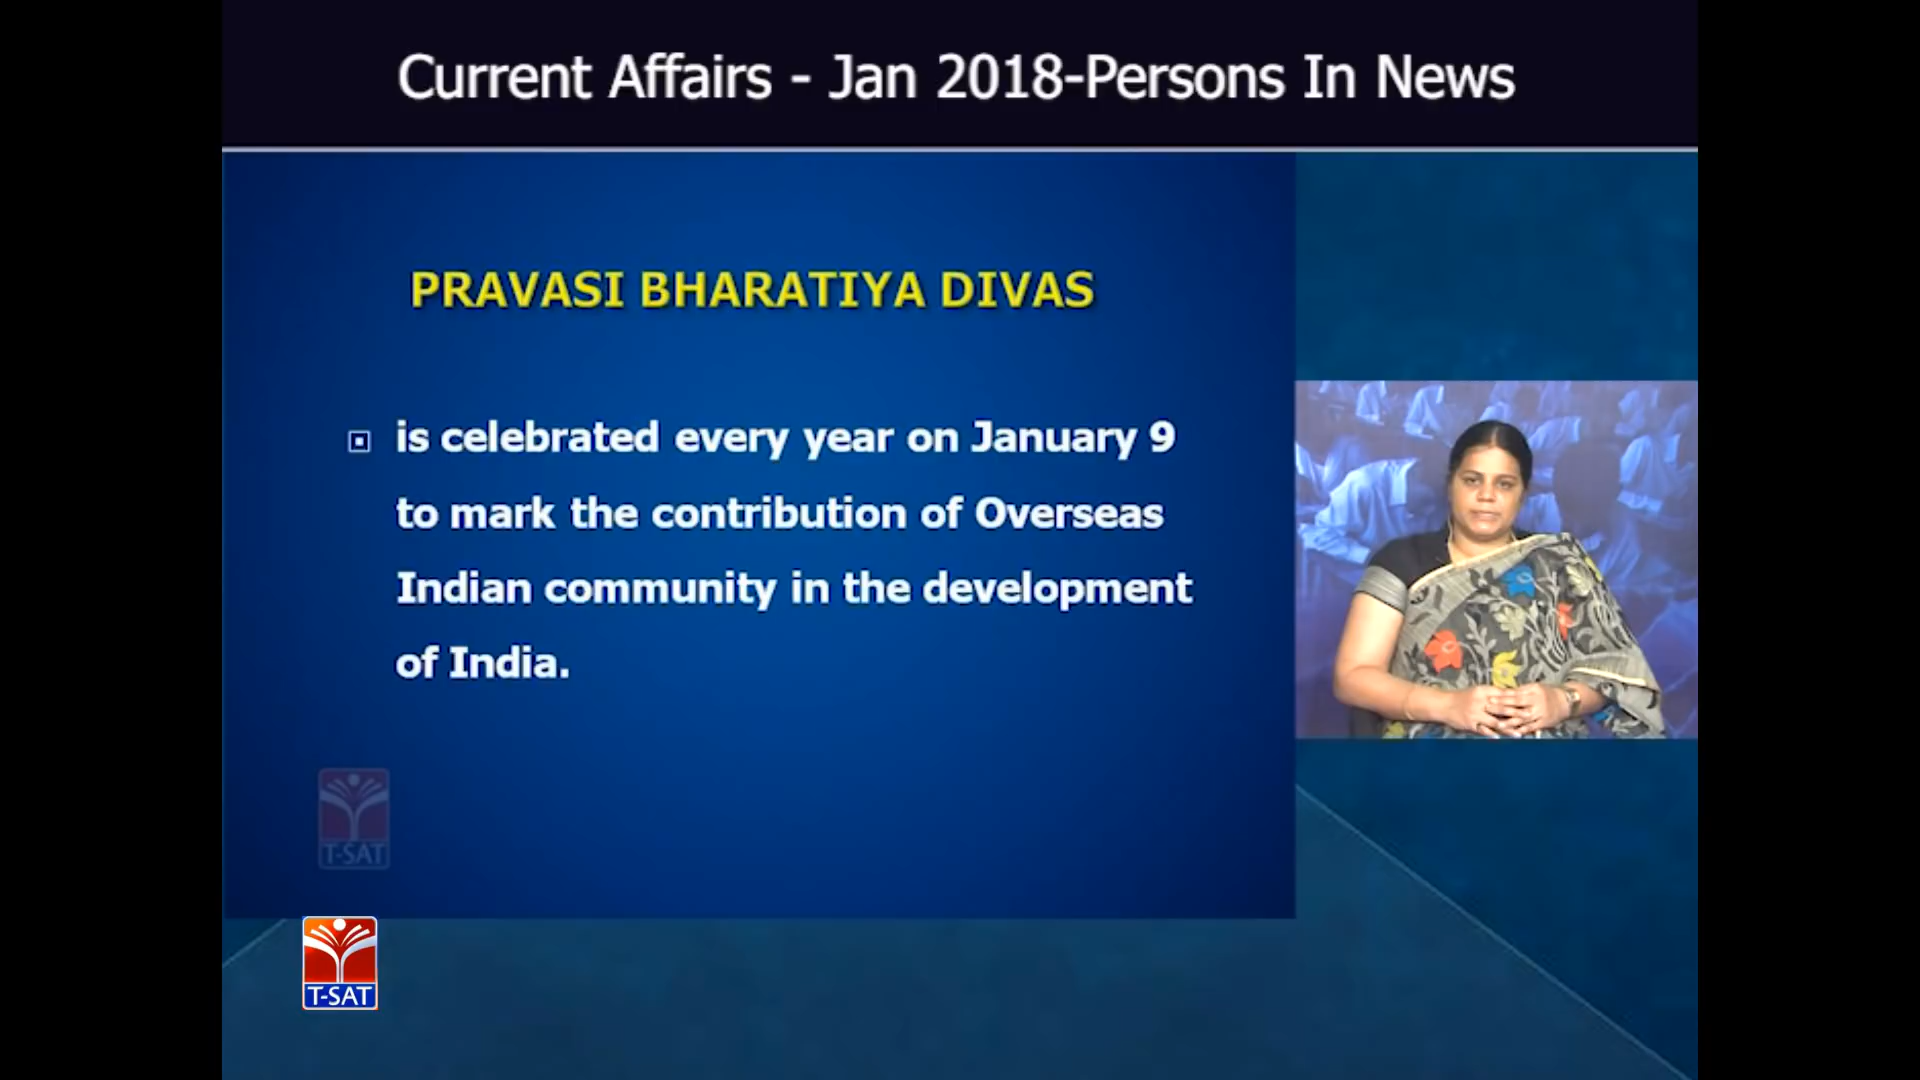 Current Affairs - Jan 2018-Persons In News
PRAVASI BHARATIYA DIVAS
is celebrated every year on January 9
to mark the contribution of Overseas
Indian community in the development
of India.
T-SAT
T-SAT